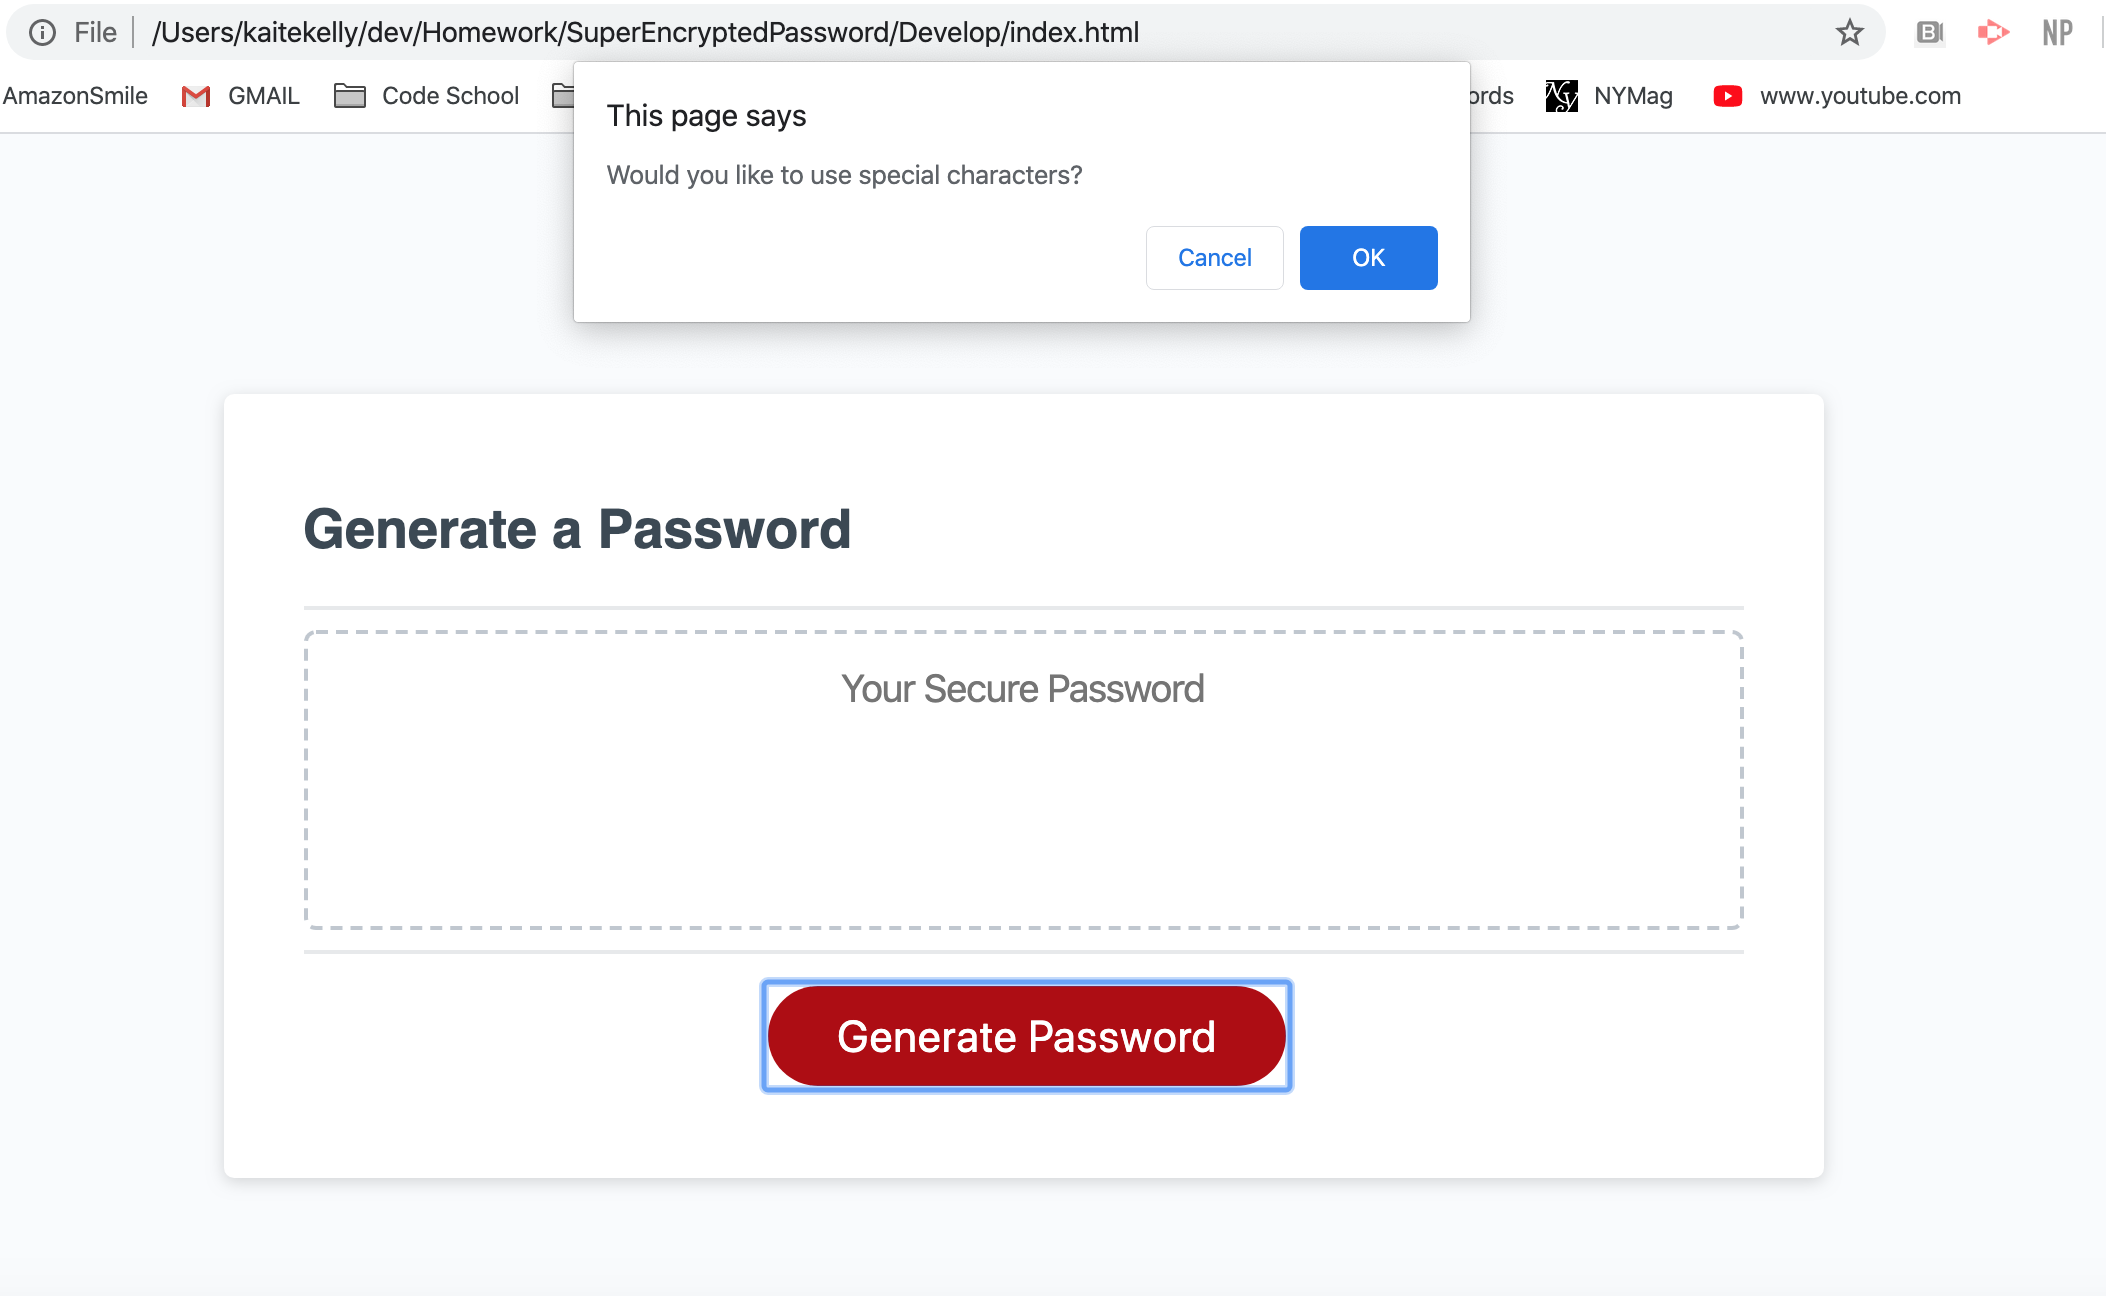 File /Users/kaitekelly/dev/Homework/SuperEncryptedPassword/Develop/index.html
B NP
AmazonSmile GMAIL Code School NYMag www.youtube.com
NY
This page says
Would you like to use special characters?
Cancel OK
Generate a Password
Your Secure Password
Generate Password